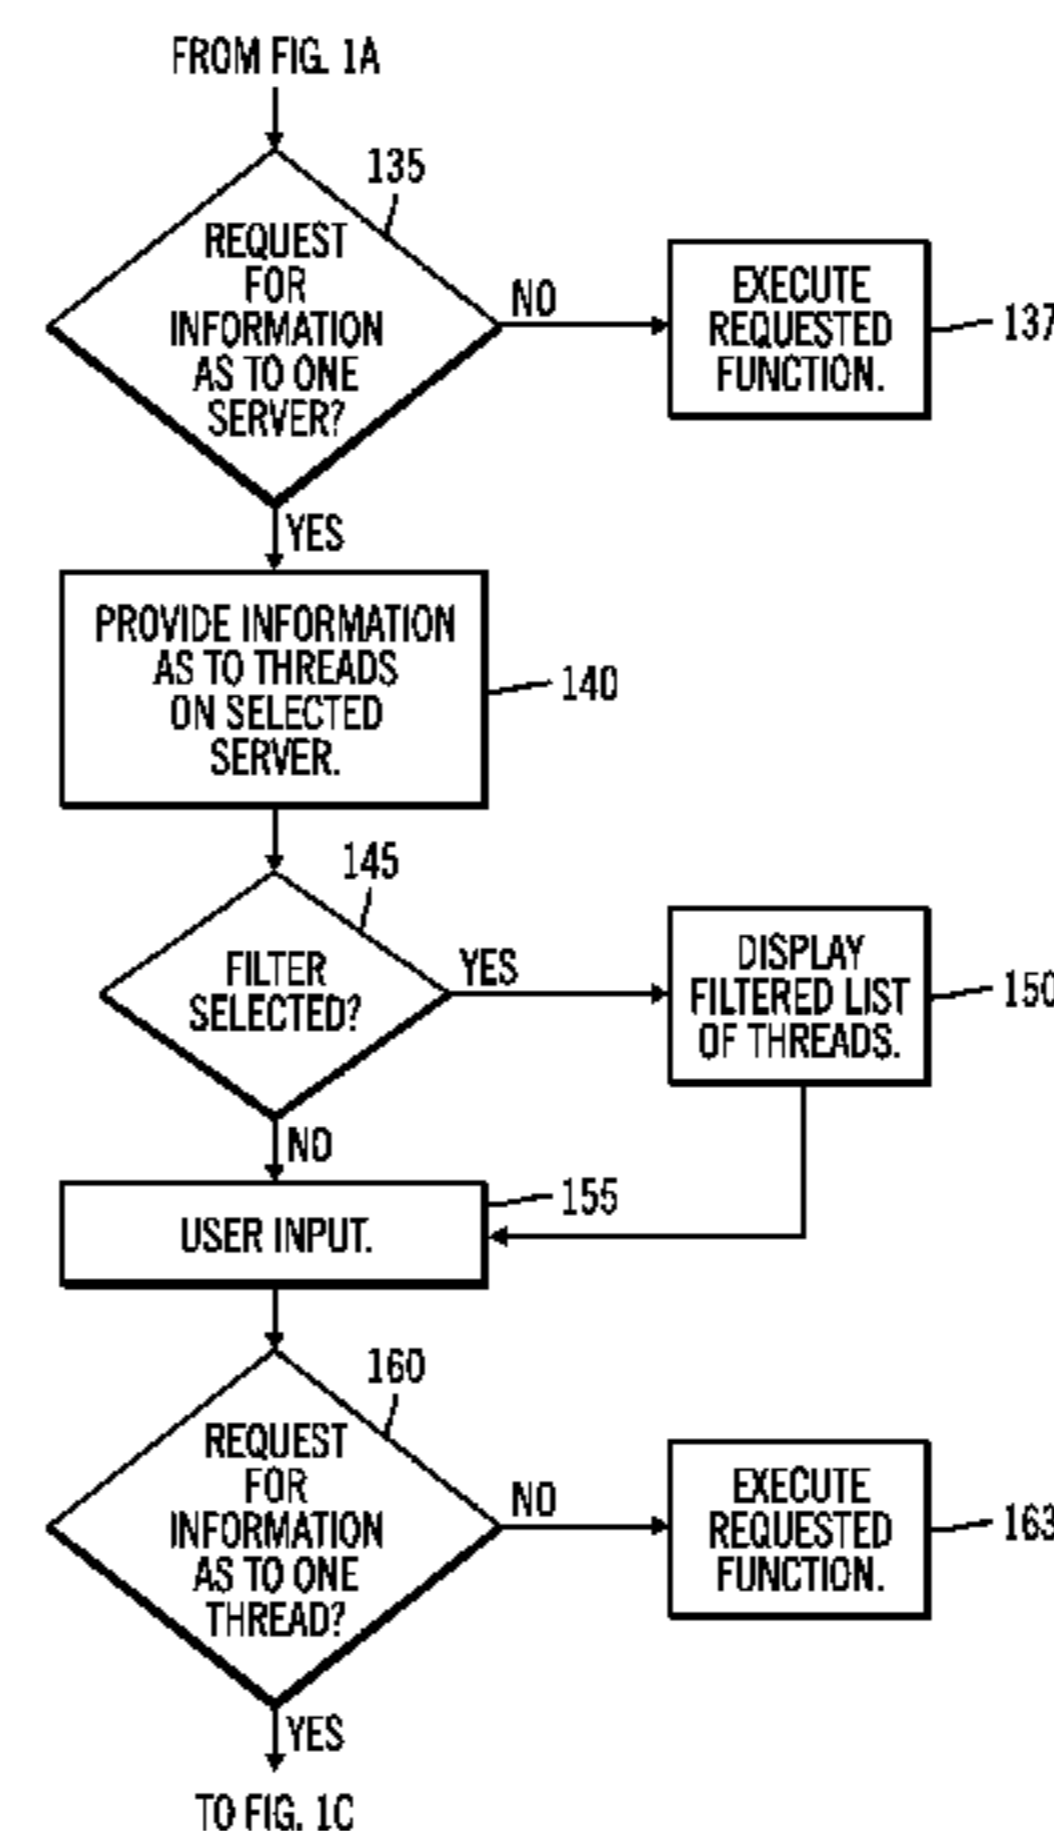 FROM FIG. 1A
135
REQUEST
FOR
INFORMATION
AS TO ONE
SERVER?
NO
EXECUTE
REQUESTED
FUNCTION.
137
YES
PROVIDE INFORMATION
AS TO THREADS
ON SELECTED
SERVER.
140
145
FILTER
SELECTED?
YES
DISPLAY
FILTERED LIST
OF THREADS.
150
NO
USER INPUT.
155
160
REQUEST
FOR
INFORMATION
AS TO ONE
THREAD?
NO
EXECUTE
REQUESTED
FUNCTION.
163
YES
TO FIG. 1C